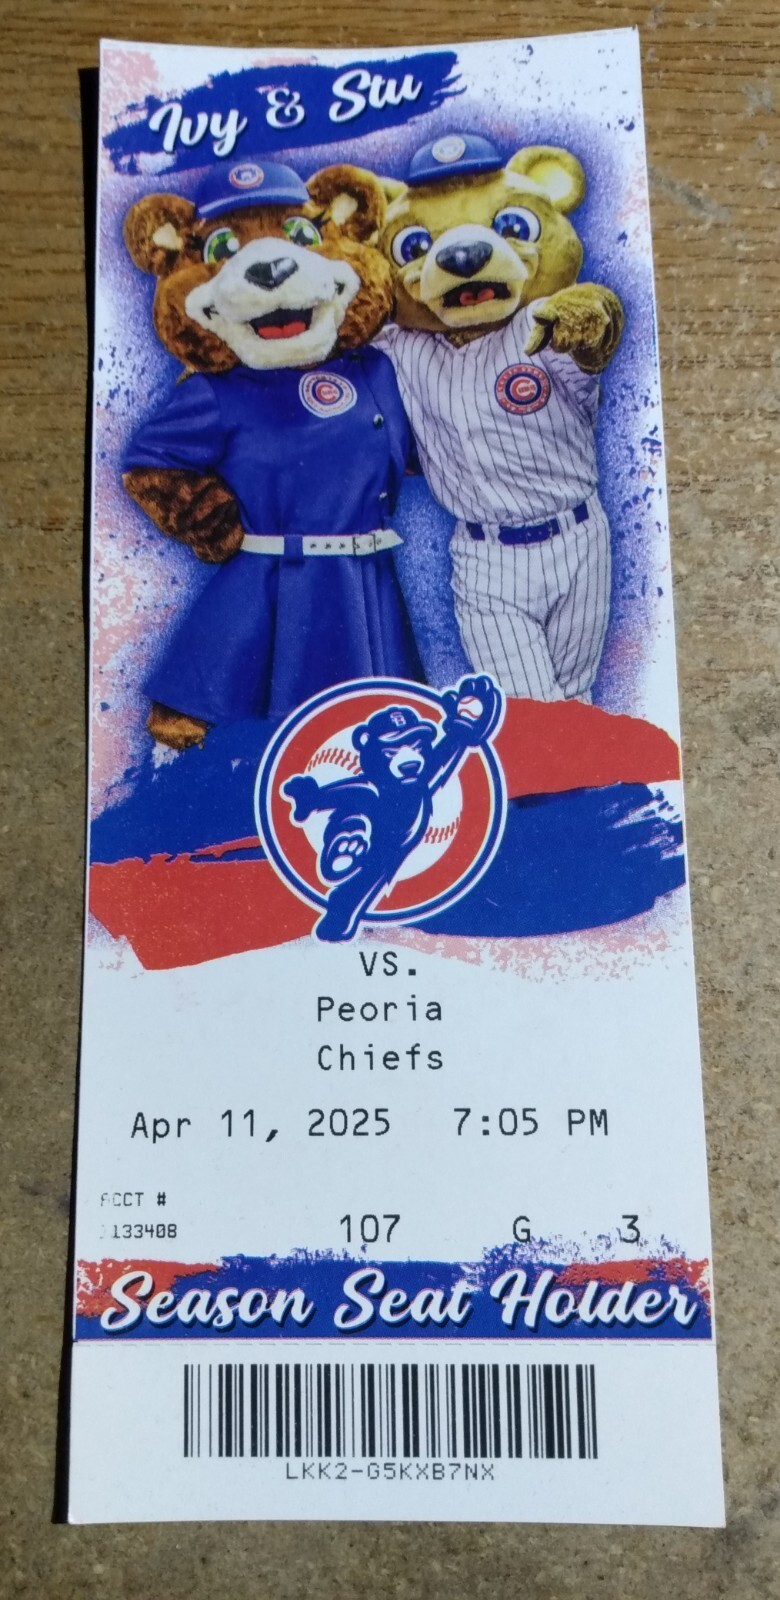 Ivy & Stu
VS.
Peoria
Chiefs
Apr 11, 2025 7:05 PM
ACCT #
133408
107 G 3
Season Seat Holder
LKK2-G5KXB7NX